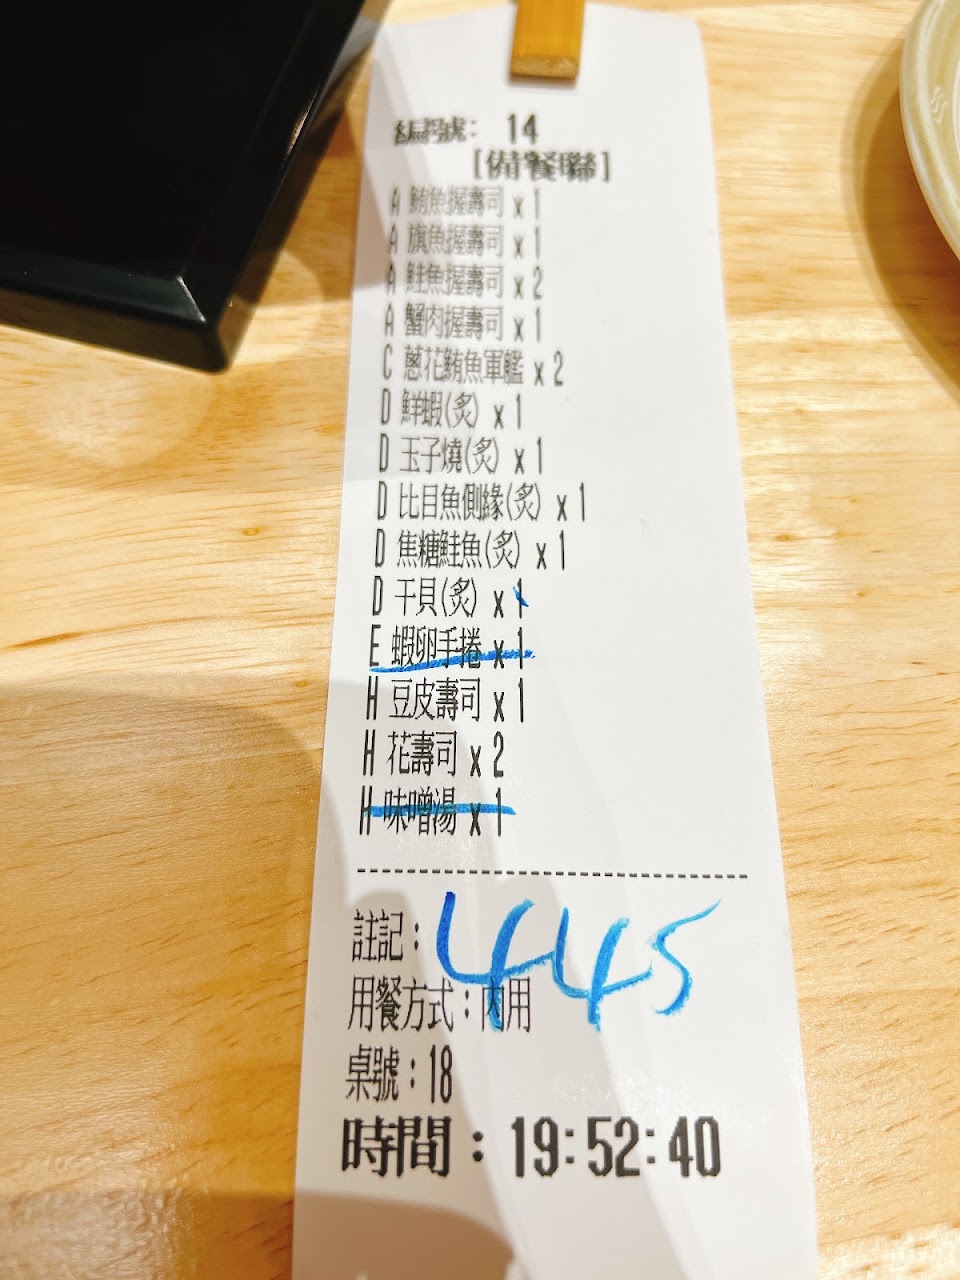 編號: 14
[備餐聯]
A 鮪魚握壽司 x 1
A 旗魚握壽司 x 1
A 鮭魚握壽司 x 2
A 蟹肉握壽司 x 1
C 蔥花鮪魚軍艦 x 2
D 鮮蝦(炙) x 1
D 玉子燒(炙) x 1
D 比目魚側緣(炙) x 1
D 焦糖鮭魚(炙) x 1
D 干貝(炙) x 1
E 蝦卵手捲 x 1
H 豆皮壽司 x 1
H 花壽司 x 2
H 味噌湯 x 1
註記:
445
用餐方式：內用
桌號：18
時間：19:52:40